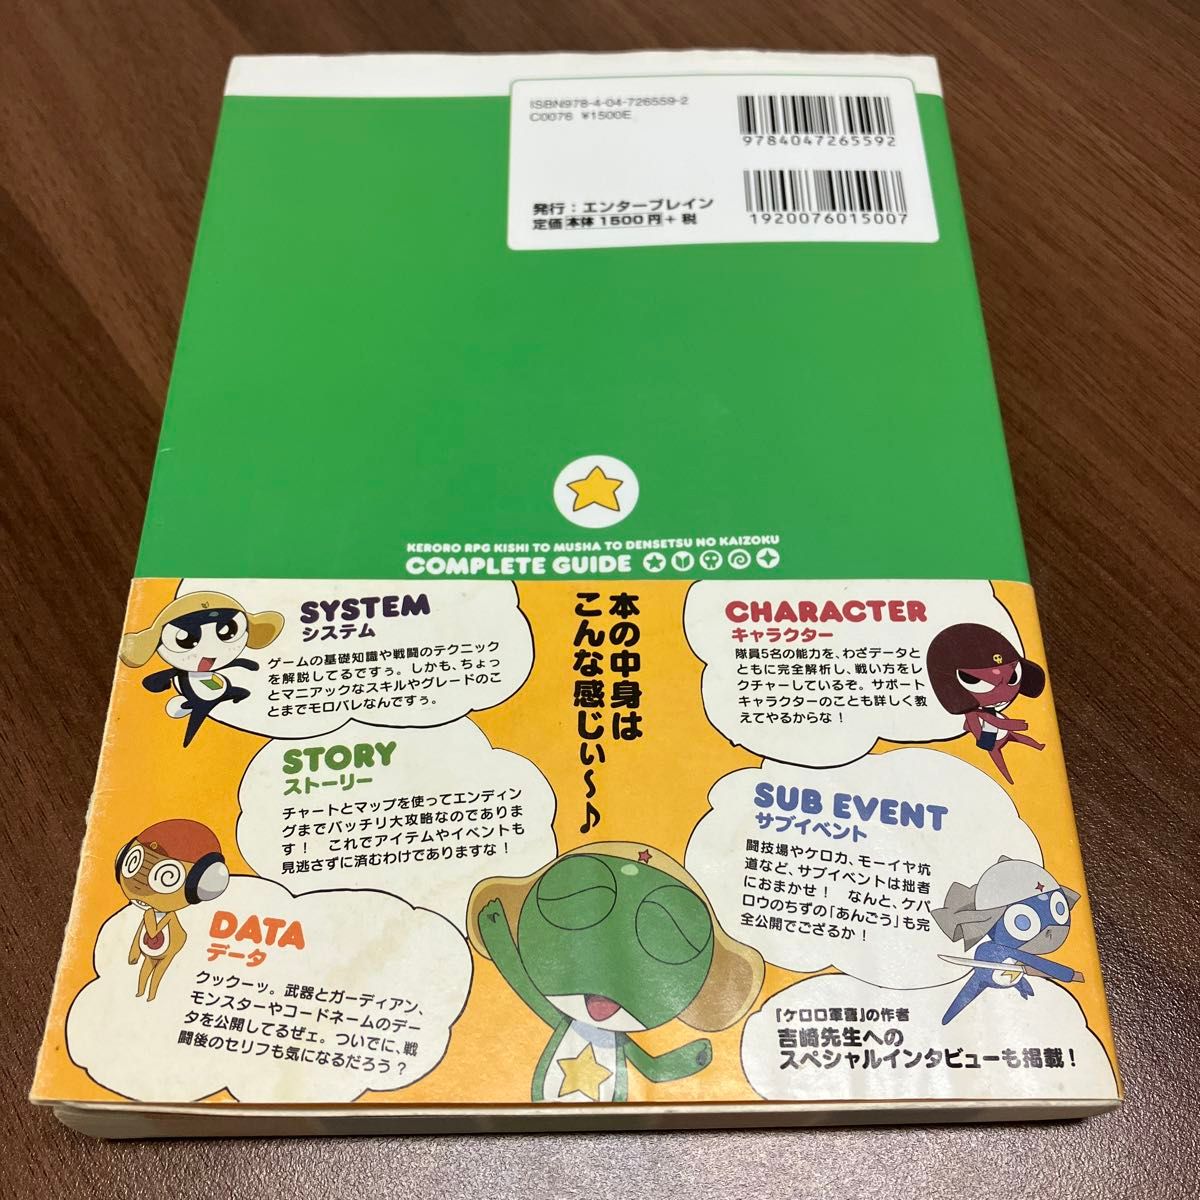 ISBN978-4-04-726559-2
C0076 ¥1500E
9784047265592
発行:エンターブレイン
定価 本体1500円+税
1920076015007
KERORO RPG KISHI TO MUSHA TO DENSETSU NO KAIZOKU
COMPLETE GUIDE
本の中身は
こんな感じぃ〜♪
SYSTEM
システム
ゲームの基礎知識や戦闘のテクニック
を解説してるですぅ。しかも、ちょっ
とマニアックなスキルやグレードのこ
とまでモロバレなんですぅ。
STORY
ストーリー
チャートとマップを使ってエンディン
グまでバッチリ大攻略なのでありま
す! これでアイテムやイベントも
見逃さずに済むわけでありますな!
DATA
データ
クックーッ。武器とガーディアン、
モンスターやコードネームのデー
タを公開してるぜェ。ついでに、戦
闘後のセリフも気になるだろう?
CHARACTER
キャラクター
隊員5名の能力を、わざデータと
ともに完全解析し、戦い方をレ
クチャーしているぞ。サポート
キャラクターのことも詳しく教
えてやるからな!
SUB EVENT
サブイベント
闘技場やケロカ、モーイヤ坑
道など、サブイベントは拙者
におまかせ! なんと、ケパ
ロウのちずの「あんごう」も完
全公開でござるか!
『ケロロ軍曹』の作者
吉崎先生への
スペシャルインタビューも掲載!